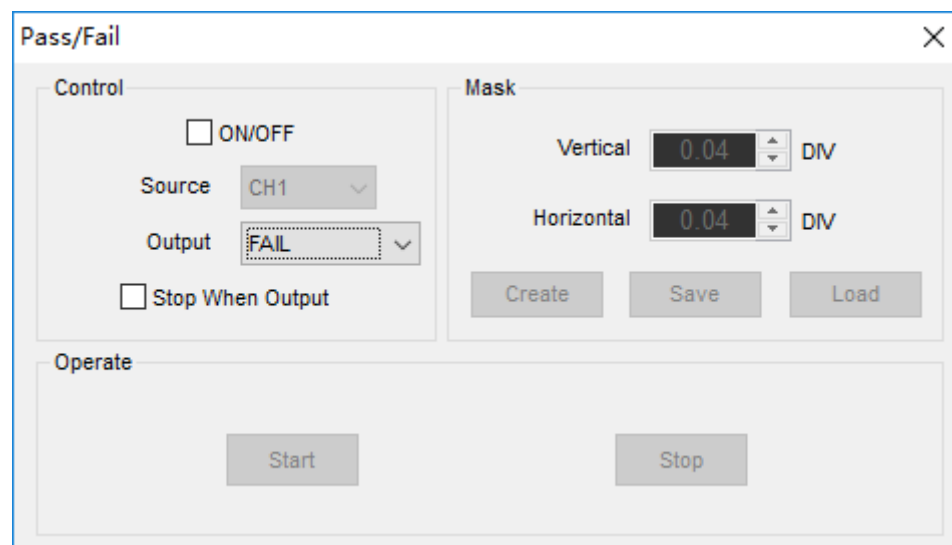 Pass/Fail
Control
ON/OFF
Source CH1
Output FAIL
Stop When Output
Mask
Vertical 0.04 DIV
Horizontal 0.04 DIV
Create Save Load
Operate
Start Stop